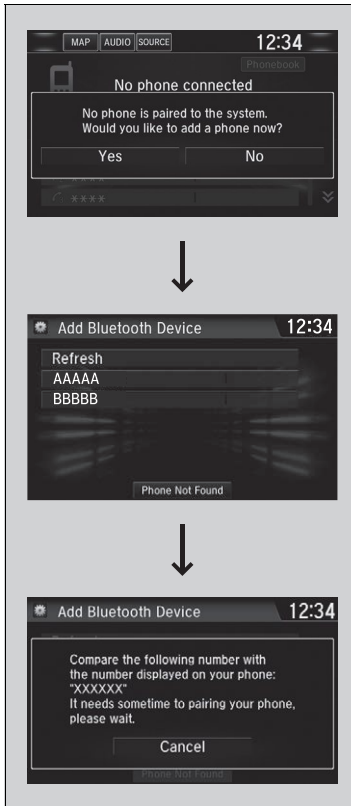 MAP AUDIO SOURCE 12:34
Phonebook
No phone connected
No phone is paired to the system.
Would you like to add a phone now?
Yes No
****
****
Add Bluetooth Device 12:34
Refresh
AAAAA
BBBBB
Phone Not Found
Add Bluetooth Device 12:34
Compare the following number with
the number displayed on your phone:
"XXXXXX"
It needs sometime to pairing your phone,
please wait.
Cancel
Phone Not Found